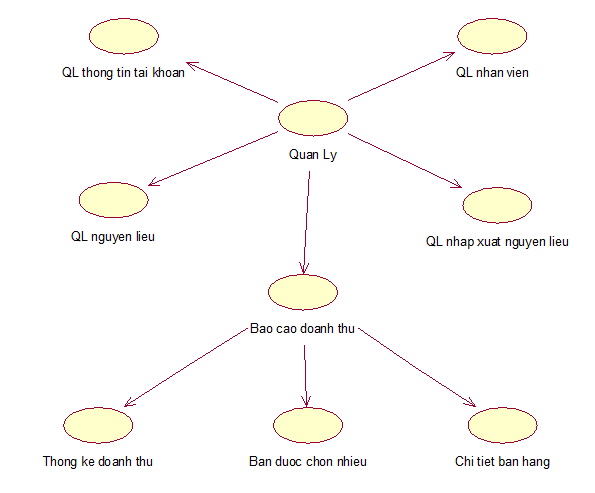 QL thong tin tai khoan
QL nhan vien
Quan Ly
QL nguyen lieu
QL nhap xuat nguyen lieu
Bao cao doanh thu
Thong ke doanh thu
Ban duoc chon nhieu
Chi tiet ban hang